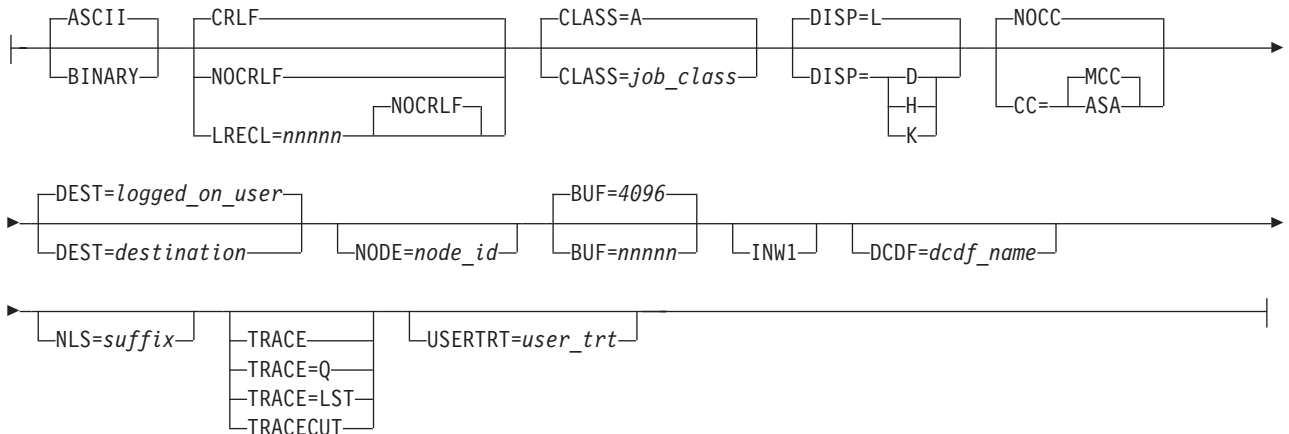 ASCII CRLF CLASS=A DISP=L NOCC
BINARY NOCRLF CLASS=job_class DISP= D MCC
NOCRLF H CC= ASA
LRECL=nnnnn K
DEST=logged_on_user BUF=4096
DEST=destination NODE=node_id BUF=nnnnn INW1 DCDF=dcdf_name
NLS=suffix TRACE USERTRT=user_trt
TRACE=Q
TRACE=LST
TRACECUT